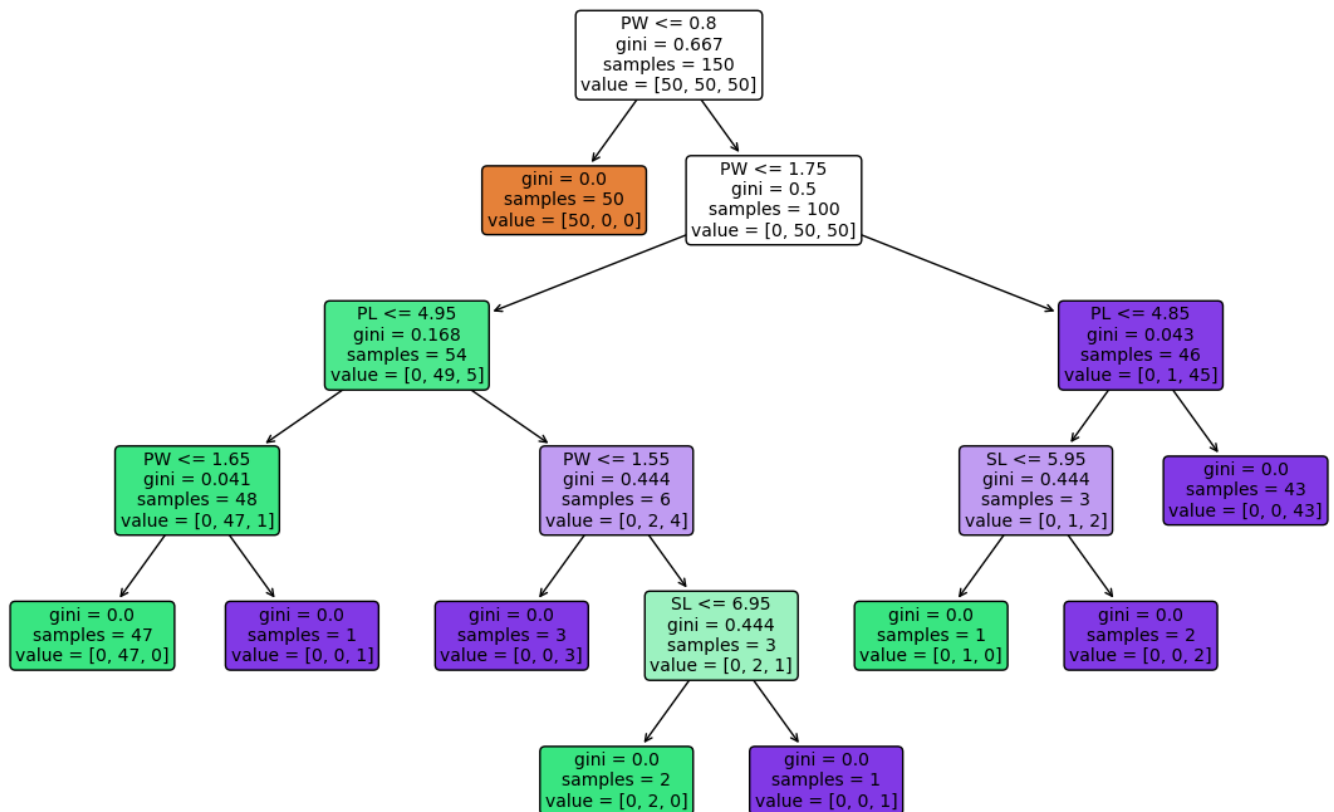 PW <= 0.8
gini = 0.667
samples = 150
value = [50, 50, 50]
gini = 0.0
samples = 50
value = [50, 0, 0]
PW <= 1.75
gini = 0.5
samples = 100
value = [0, 50, 50]
PL <= 4.95
gini = 0.168
samples = 54
value = [0, 49, 5]
PL <= 4.85
gini = 0.043
samples = 46
value = [0, 1, 45]
PW <= 1.65
gini = 0.041
samples = 48
value = [0, 47, 1]
PW <= 1.55
gini = 0.444
samples = 6
value = [0, 2, 4]
SL <= 5.95
gini = 0.444
samples = 3
value = [0, 1, 2]
gini = 0.0
samples = 43
value = [0, 0, 43]
gini = 0.0
samples = 47
value = [0, 47, 0]
gini = 0.0
samples = 1
value = [0, 0, 1]
gini = 0.0
samples = 3
value = [0, 0, 3]
SL <= 6.95
gini = 0.444
samples = 3
value = [0, 2, 1]
gini = 0.0
samples = 1
value = [0, 1, 0]
gini = 0.0
samples = 2
value = [0, 0, 2]
gini = 0.0
samples = 2
value = [0, 2, 0]
gini = 0.0
samples = 1
value = [0, 0, 1]